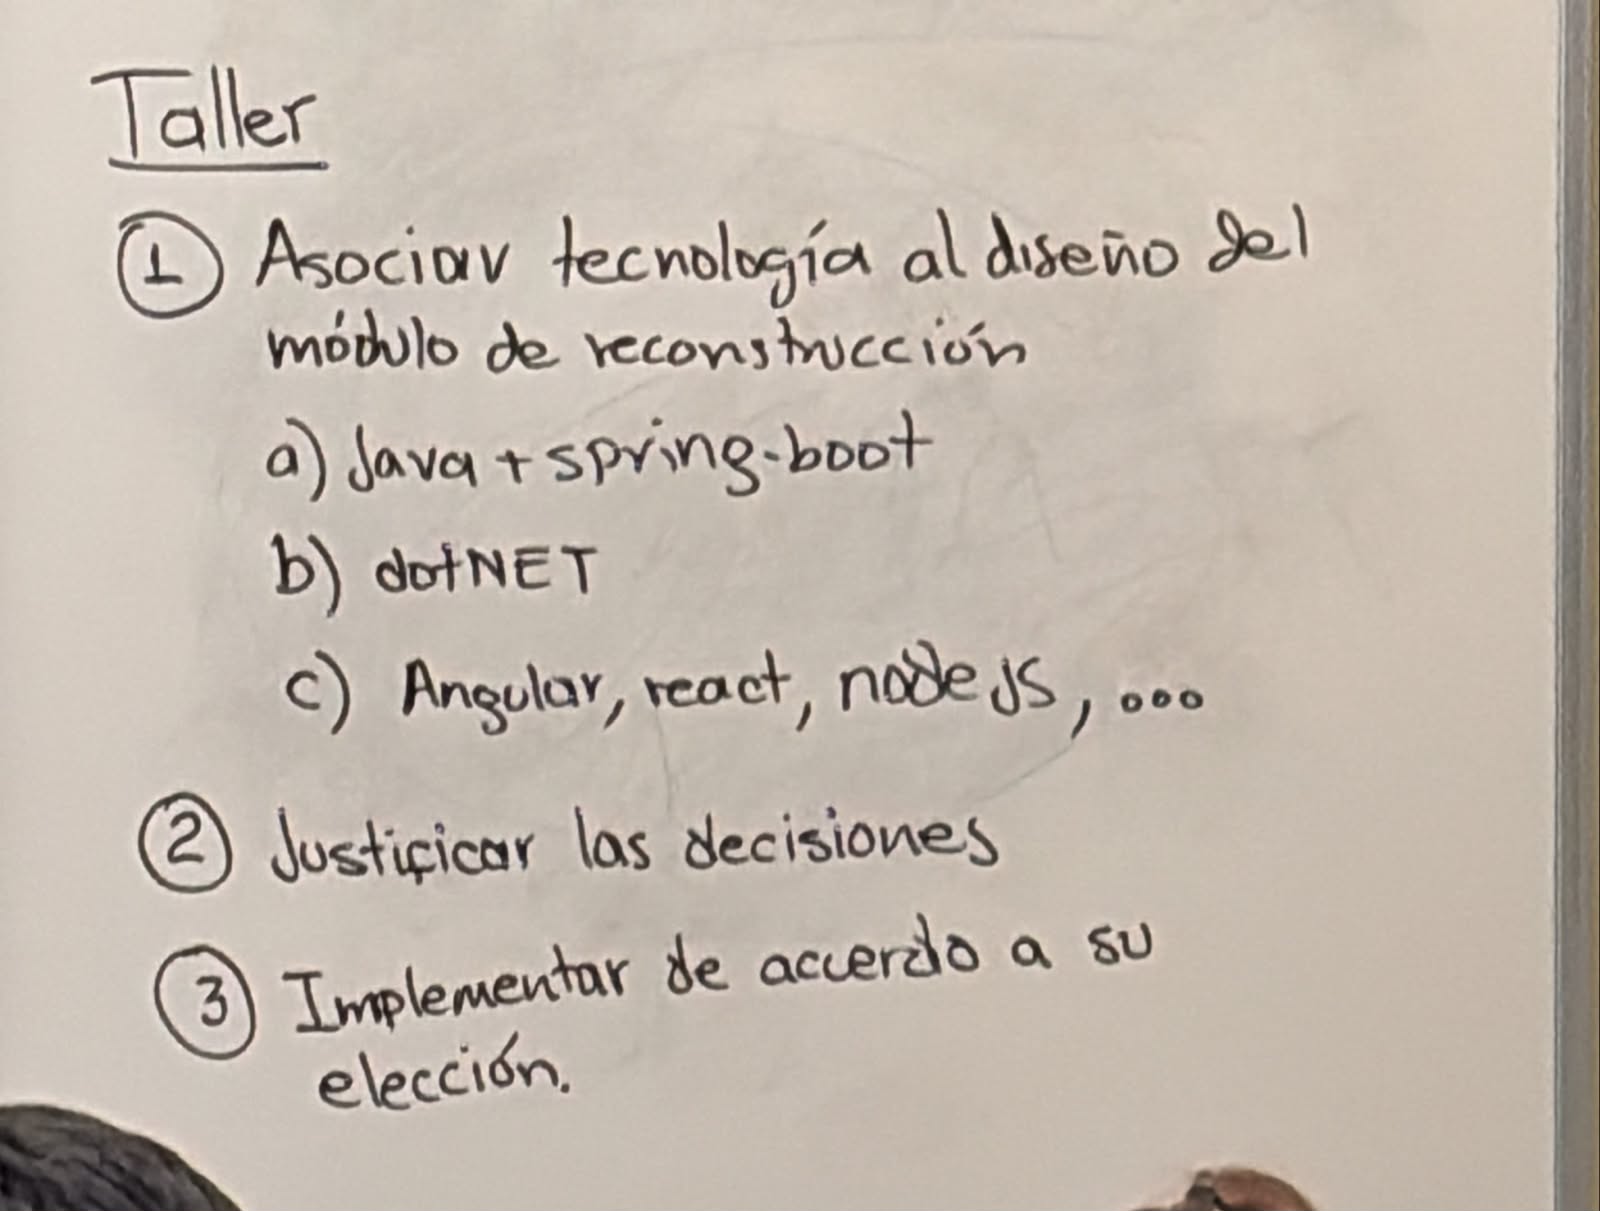 Taller
1 Asociar tecnología al diseño del
módulo de reconstrucción
a) Java + spring-boot
b) dotNET
c) Angular, react, node js, ...
2 Justificar las decisiones
3 Implementar de acuerdo a su
elección.